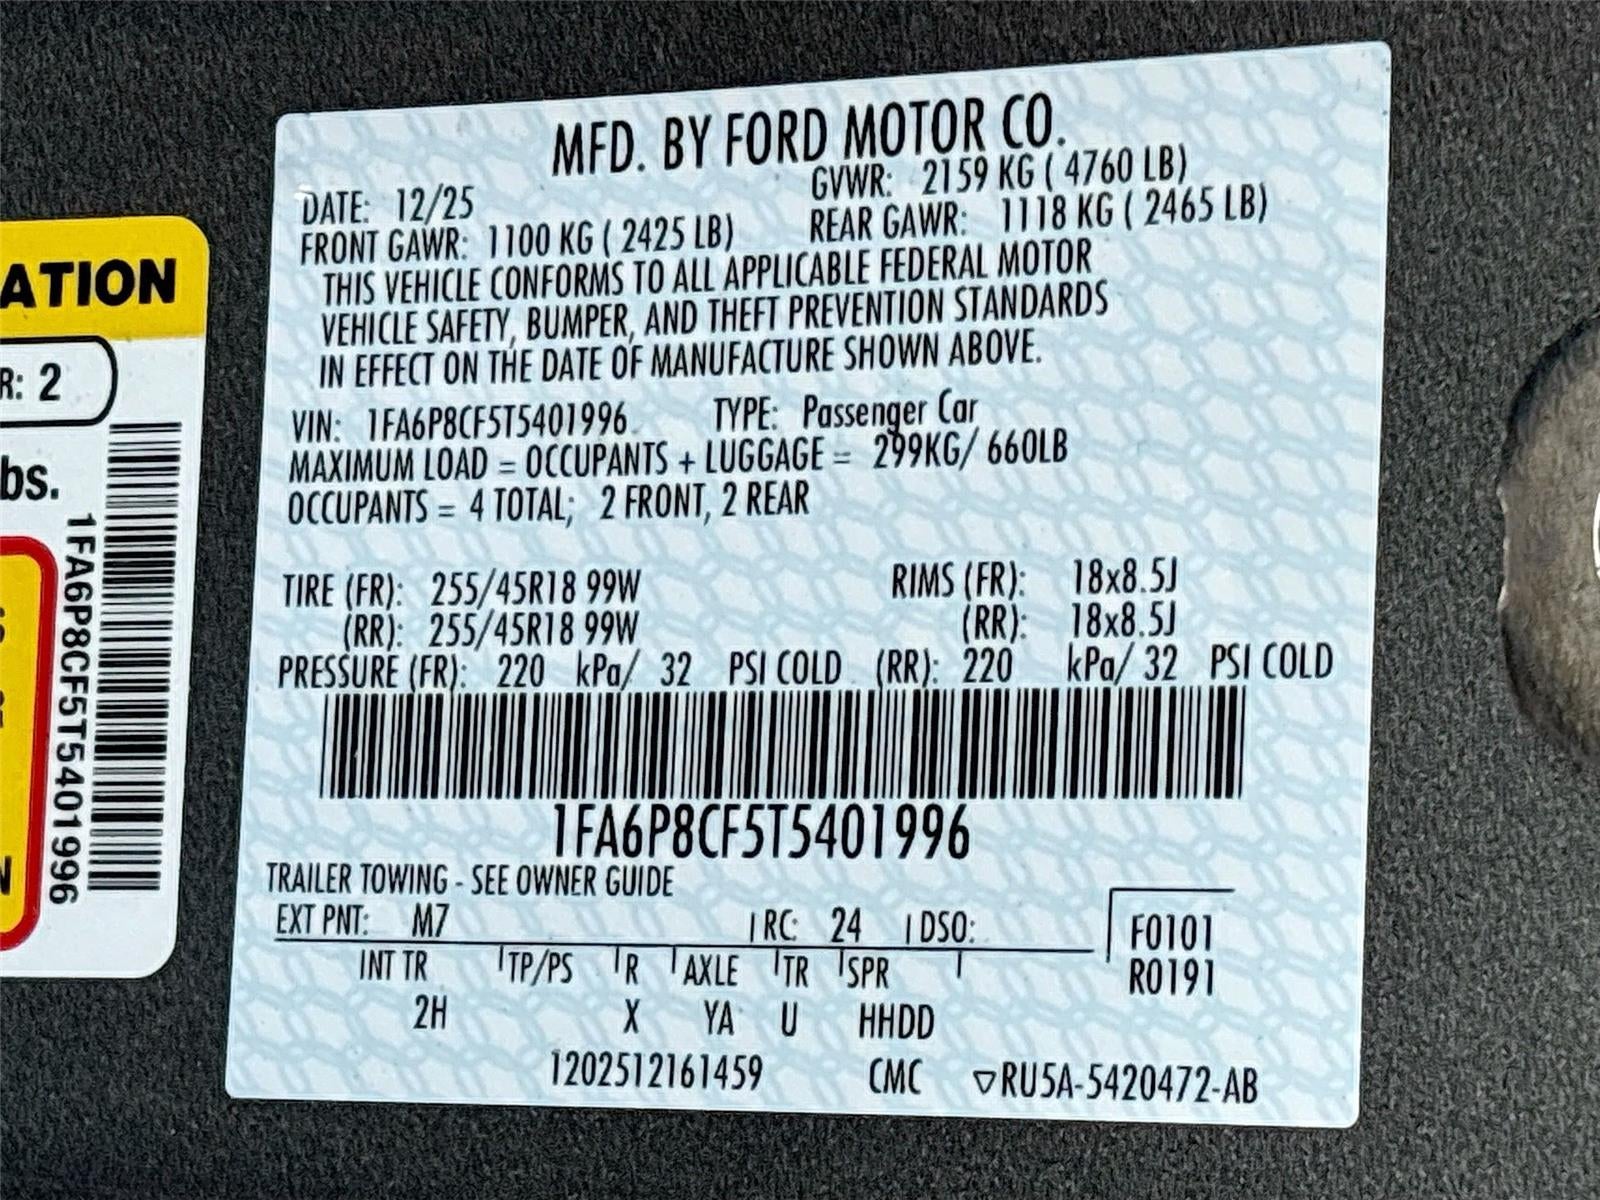 MFD. BY FORD MOTOR CO.
DATE: 12/25 GVWR: 2159 KG ( 4760 LB)
FRONT GAWR: 1100 KG ( 2425 LB) REAR GAWR: 1118 KG ( 2465 LB)
THIS VEHICLE CONFORMS TO ALL APPLICABLE FEDERAL MOTOR
VEHICLE SAFETY, BUMPER, AND THEFT PREVENTION STANDARDS
IN EFFECT ON THE DATE OF MANUFACTURE SHOWN ABOVE.
VIN: 1FA6P8CF5T5401996 TYPE: Passenger Car
MAXIMUM LOAD = OCCUPANTS + LUGGAGE = 299KG/ 660LB
OCCUPANTS = 4 TOTAL; 2 FRONT, 2 REAR
TIRE (FR): 255/45R18 99W RIMS (FR): 18x8.5J
(RR): 255/45R18 99W (RR): 18x8.5J
PRESSURE (FR): 220 kPa/ 32 PSI COLD (RR): 220 kPa/ 32 PSI COLD
1FA6P8CF5T5401996
TRAILER TOWING - SEE OWNER GUIDE
EXT PNT: M7 RC: 24 DSO: F0101
INT TR TP/PS R AXLE TR SPR R0191
2H X YA U HHDD
1202512161459 CMC ▽RU5A-5420472-AB
ATION
R: 2
bs.
1FA6P8CF5T5401996
N